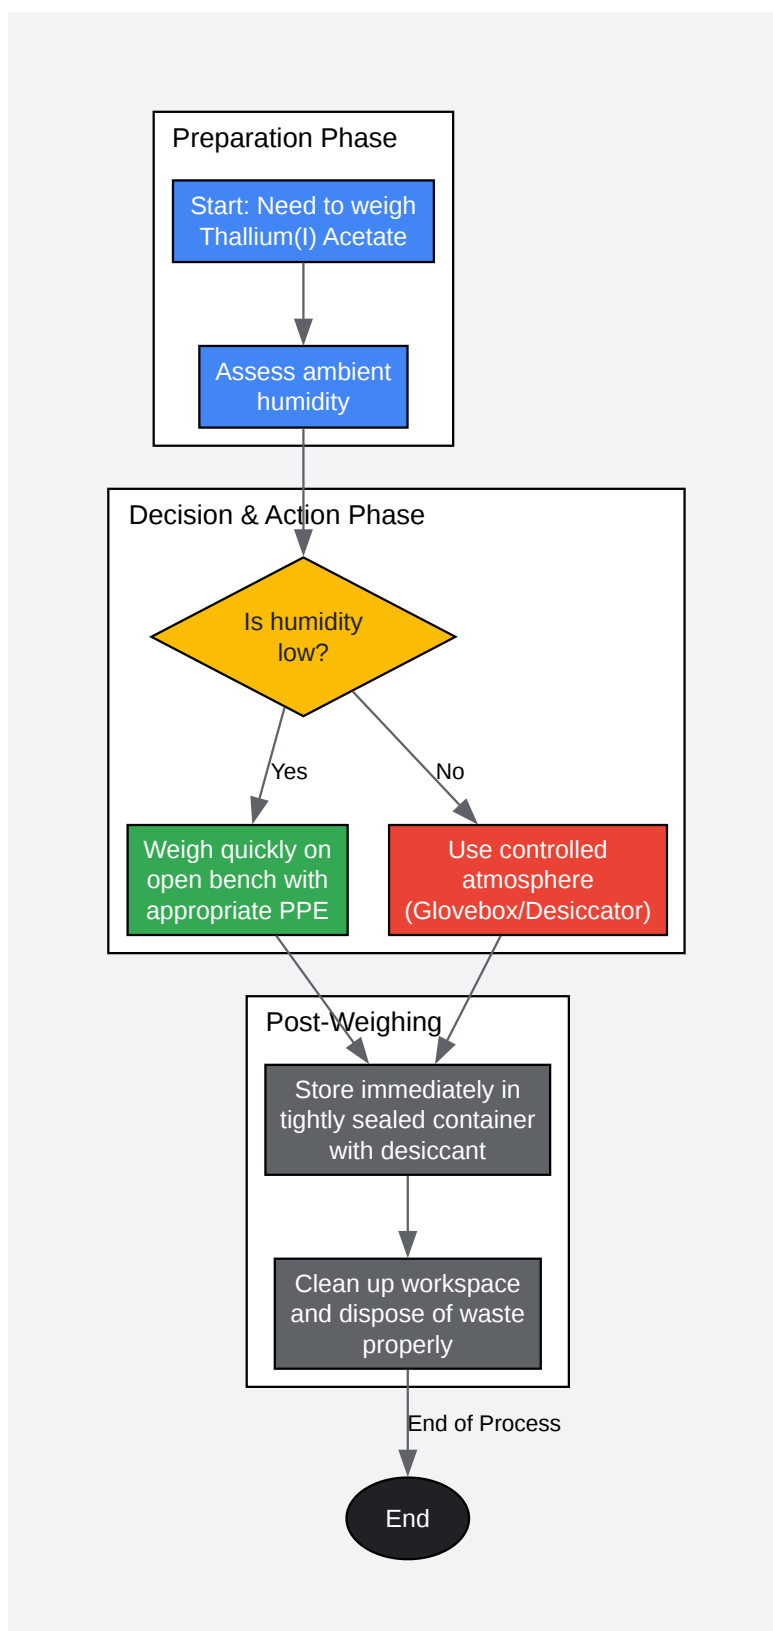 Preparation Phase
Start: Need to weigh
Thallium(I) Acetate
Assess ambient
humidity
Decision & Action Phase
Is humidity
low?
Yes
No
Weigh quickly on
open bench with
appropriate PPE
Use controlled
atmosphere
(Glovebox/Desiccator)
Post-Weighing
Store immediately in
tightly sealed container
with desiccant
Clean up workspace
and dispose of waste
properly
End of Process
End